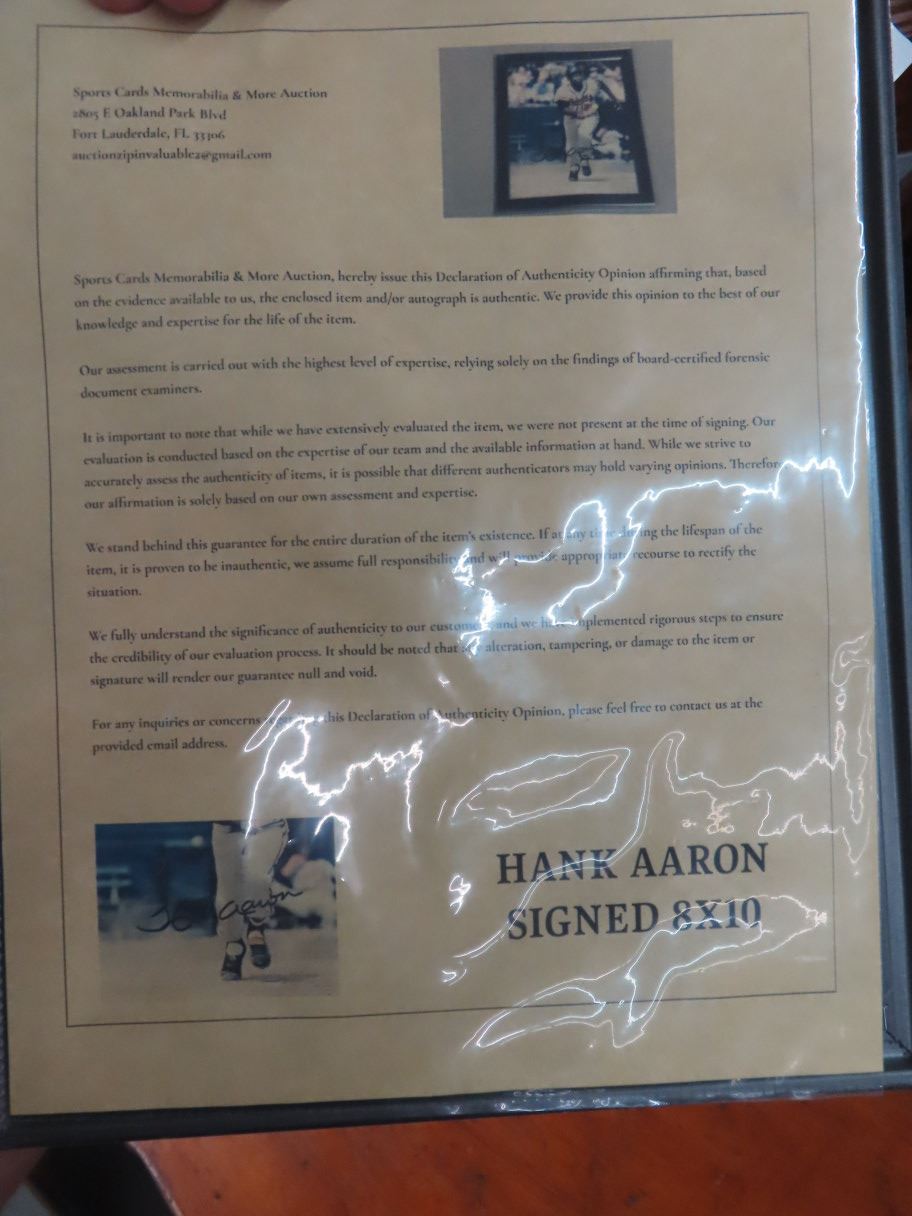 Sports Cards Memorabilia & More Auction
2805 E Oakland Park Blvd
Fort Lauderdale, FL 33306
auctionzipinvaluable2@gmail.com
Sports Cards Memorabilia & More Auction, hereby issue this Declaration of Authenticity Opinion affirming that, based
on the evidence available to us, the enclosed item and/or autograph is authentic. We provide this opinion to the best of our
knowledge and expertise for the life of the item.
Our assessment is carried out with the highest level of expertise, relying solely on the findings of board-certified forensic
document examiners.
It is important to note that while we have extensively evaluated the item, we were not present at the time of signing. Our
evaluation is conducted based on the expertise of our team and the available information at hand. While we strive to
accurately assess the authenticity of items, it is possible that different authenticators may hold varying opinions. Therefore
our affirmation is solely based on our own assessment and expertise.
We stand behind this guarantee for the entire duration of the item's existence. If at any time during the lifespan of the
item, it is proven to be inauthentic, we assume full responsibility and will provide appropriate recourse to rectify the
situation.
We fully understand the significance of authenticity to our and we have implemented rigorous steps to ensure
the credibility of our evaluation process. It should be noted that alteration, tampering, or damage to the item or
signature will render our guarantee null and void.
For any inquiries or concerns this Declaration of Authenticity Opinion, please feel free to contact us at the
provided email address.
Aaron
HANK AARON
SIGNED 8X10